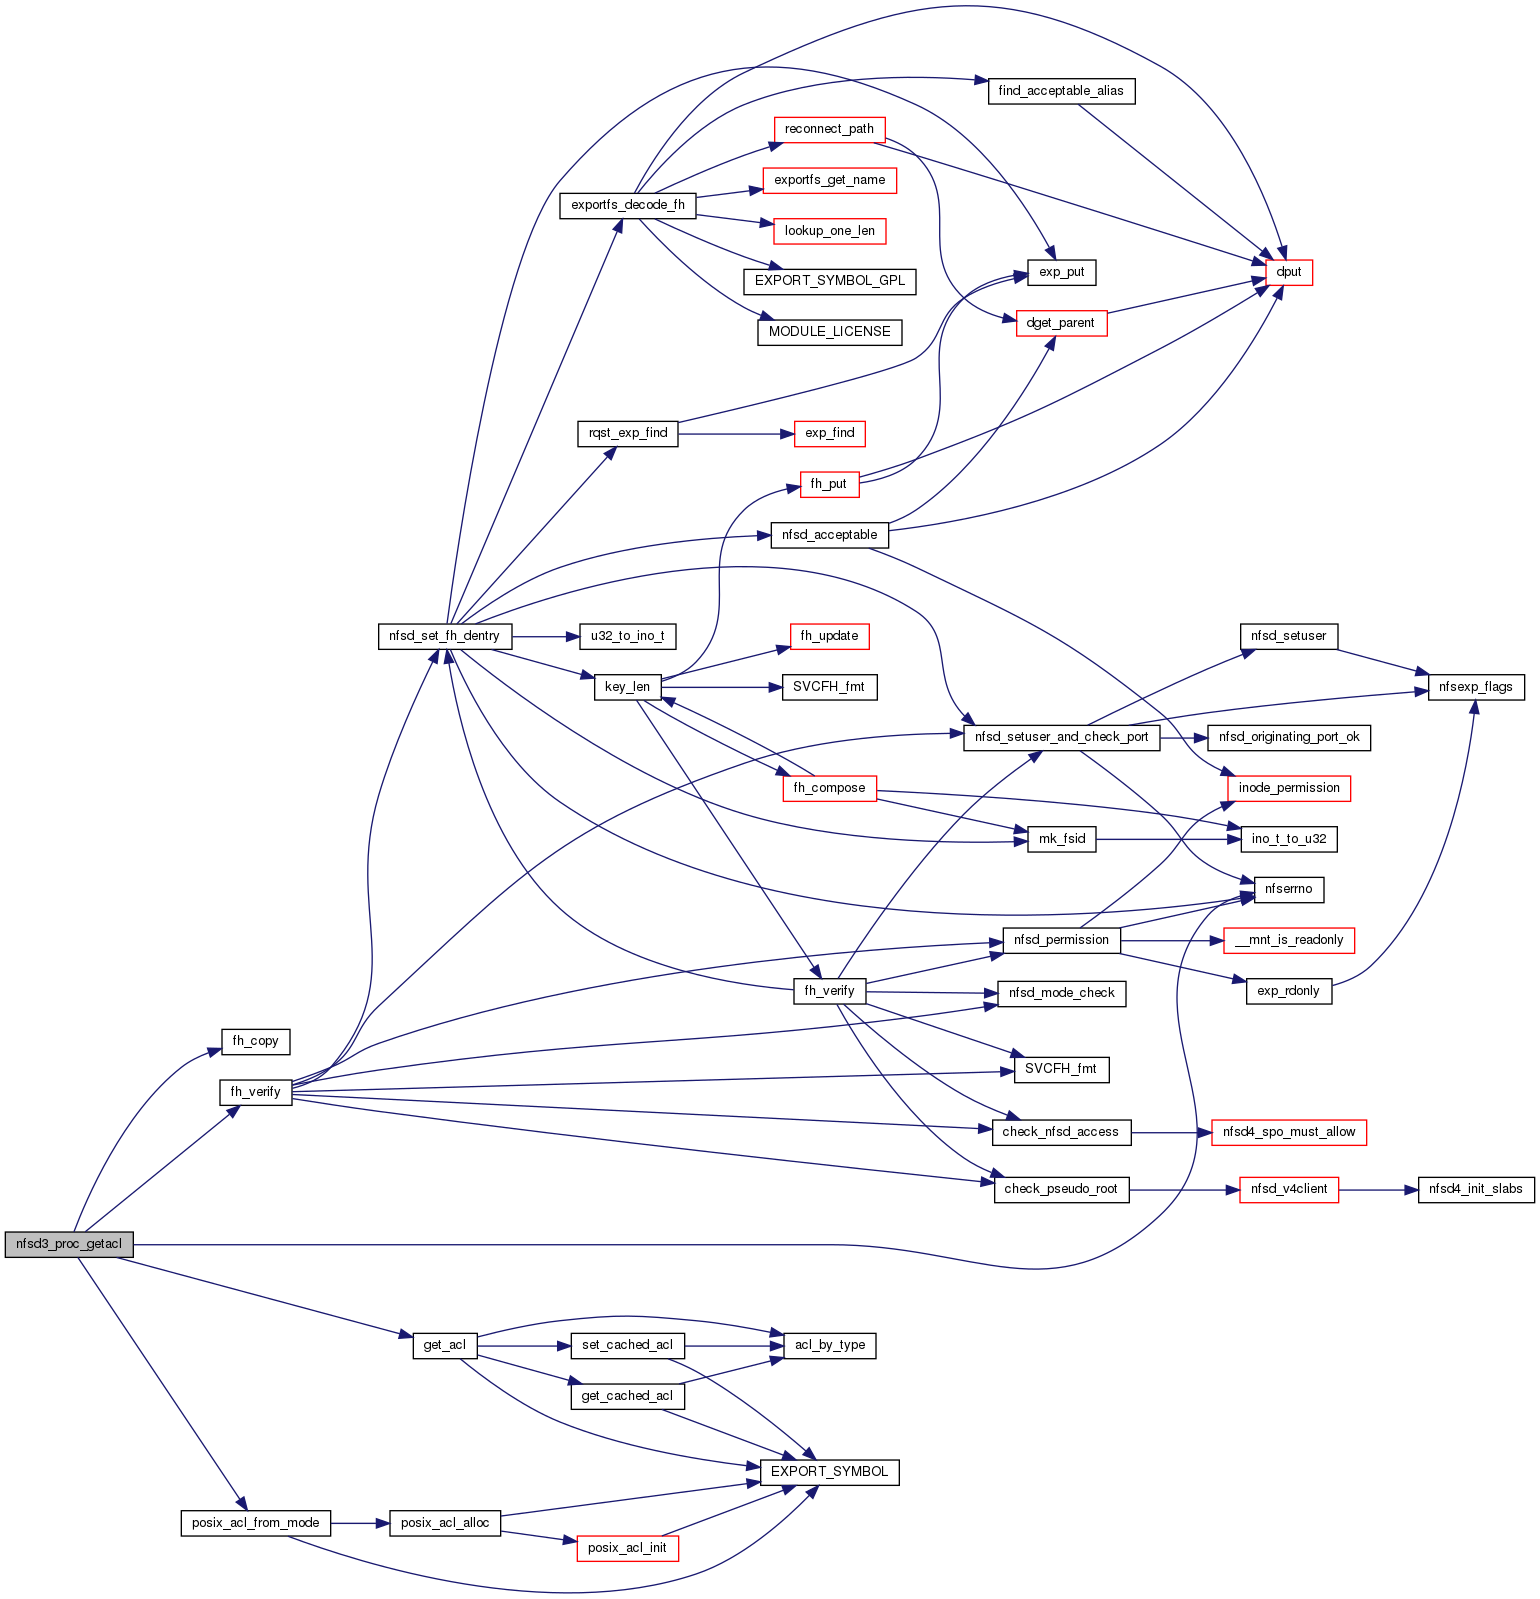 find_acceptable_alias
reconnect_path
exportfs_get_name
exportfs_decode_fh
lookup_one_len
exp_put
dput
EXPORT_SYMBOL_GPL
dget_parent
MODULE_LICENSE
rqst_exp_find
exp_find
fh_put
nfsd_acceptable
nfsd_set_fh_dentry
u32_to_ino_t
fh_update
nfsd_setuser
key_len
SVCFH_fmt
nfsexp_flags
nfsd_setuser_and_check_port
nfsd_originating_port_ok
fh_compose
inode_permission
mk_fsid
ino_t_to_u32
nfserrno
nfsd_permission
__mnt_is_readonly
fh_verify
nfsd_mode_check
exp_rdonly
fh_copy
SVCFH_fmt
fh_verify
check_nfsd_access
nfsd4_spo_must_allow
check_pseudo_root
nfsd_v4client
nfsd4_init_slabs
nfsd3_proc_getacl
get_acl
set_cached_acl
acl_by_type
get_cached_acl
EXPORT_SYMBOL
posix_acl_from_mode
posix_acl_alloc
posix_acl_init